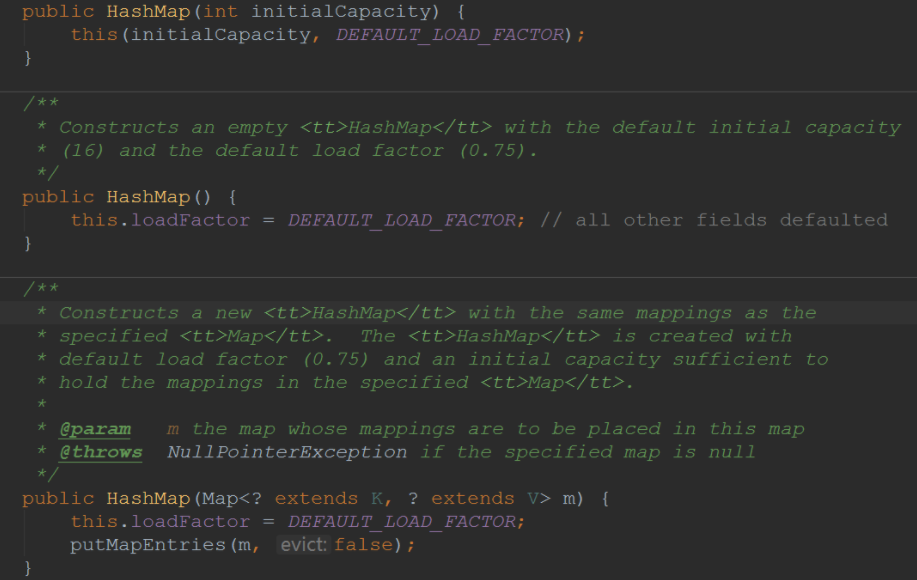 public HashMap(int initialCapacity) {
this(initialCapacity, DEFAULT_LOAD_FACTOR);
}
/**
* Constructs an empty <tt>HashMap</tt> with the default initial capacity
* (16) and the default load factor (0.75).
*/
public HashMap() {
this.loadFactor = DEFAULT_LOAD_FACTOR; // all other fields defaulted
}
/**
* Constructs a new <tt>HashMap</tt> with the same mappings as the
* specified <tt>Map</tt>.  The <tt>HashMap</tt> is created with
* default load factor (0.75) and an initial capacity sufficient to
* hold the mappings in the specified <tt>Map</tt>.
*
* @param   m the map whose mappings are to be placed in this map
* @throws  NullPointerException if the specified map is null
*/
public HashMap(Map<? extends K, ? extends V> m) {
this.loadFactor = DEFAULT_LOAD_FACTOR;
putMapEntries(m, evict: false);
}